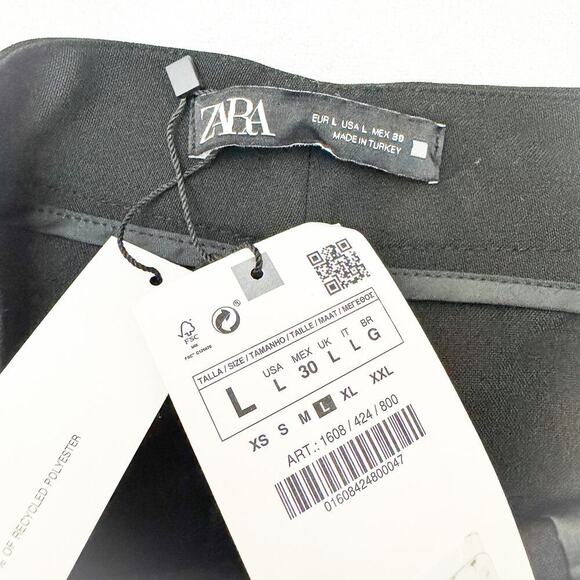 ZARA
EUR L USA L MEX 30
MADE IN TURKEY
FSC
MIX
TALLA / SIZE / TAMANHO / TAILLE / MAAT / ΜΕΓΕΘΟΣ
USA MEX UK IT BR
L L 30 L L G
XS S M L XL XXL
ART.: 1608 / 424 / 800
01608424800047
OF RECYCLED POLYESTER